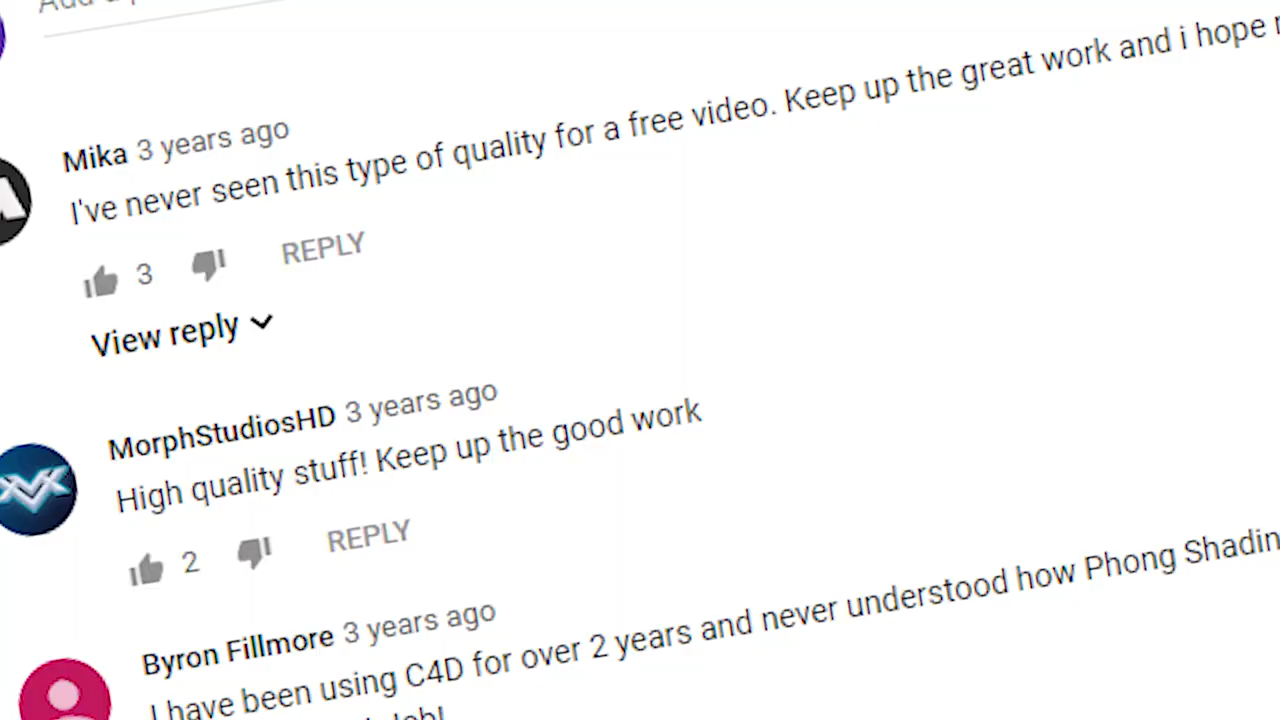 Mika 3 years ago
I've never seen this type of quality for a free video. Keep up the great work and i hope
3 REPLY
View reply
MorphStudiosHD 3 years ago
High quality stuff! Keep up the good work
2 REPLY
Byron Fillmore 3 years ago
I have been using C4D for over 2 years and never understood how Phong Shadin